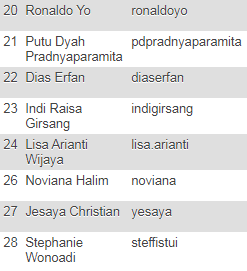 20 Ronaldo Yo ronaldoyo
21 Putu Dyah pdpradnyaparamita
Pradnyaparamita
22 Dias Erfan diaserfan
23 Indi Raisa indigirsang
Girsang
24 Lisa Arianti lisa.arianti
Wijaya
26 Noviana Halim noviana
27 Jesaya Christian yesaya
28 Stephanie steffistui
Wonoadi